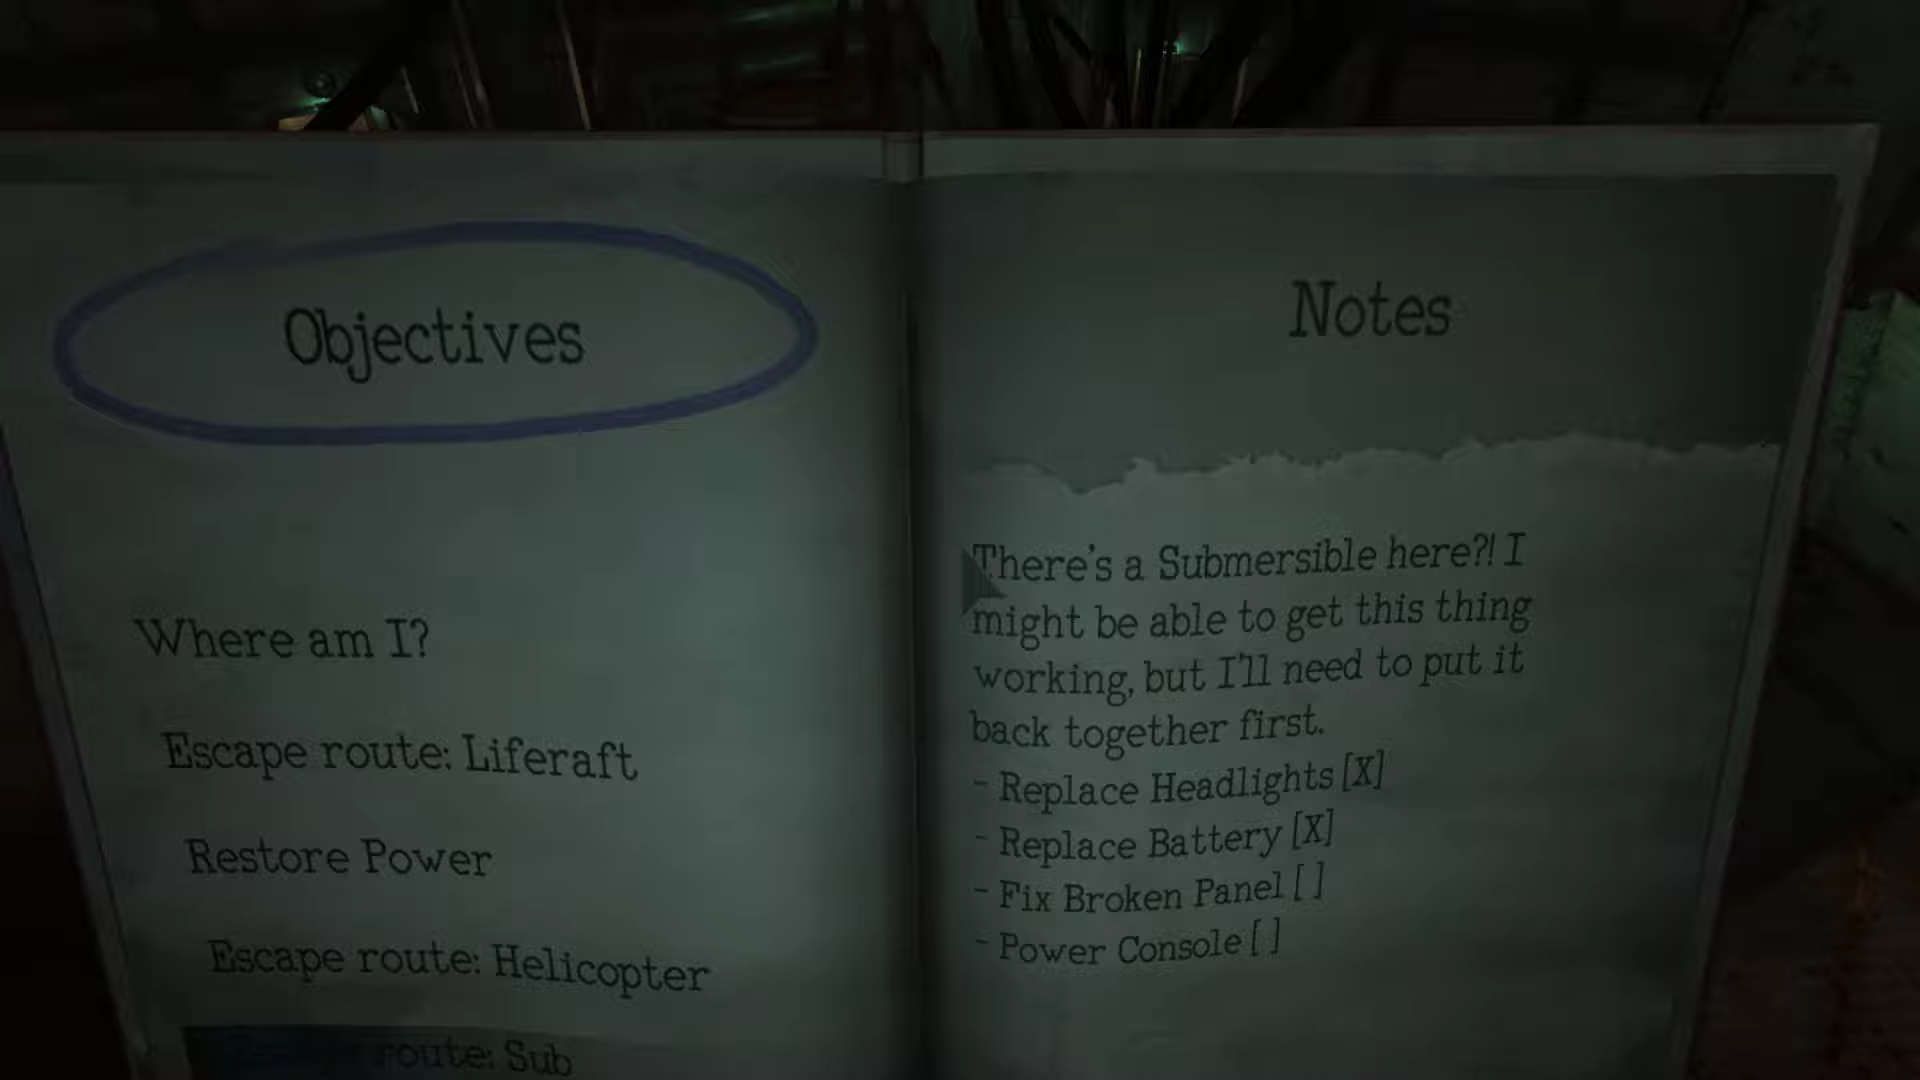 Objectives
Where am I?
Escape route: Liferaft
Restore Power
Escape route: Helicopter
Escape route: Sub
Notes
There's a Submersible here?! I
might be able to get this thing
working, but I'll need to put it
back together first.
- Replace Headlights [X]
- Replace Battery [X]
- Fix Broken Panel [ ]
- Power Console [ ]